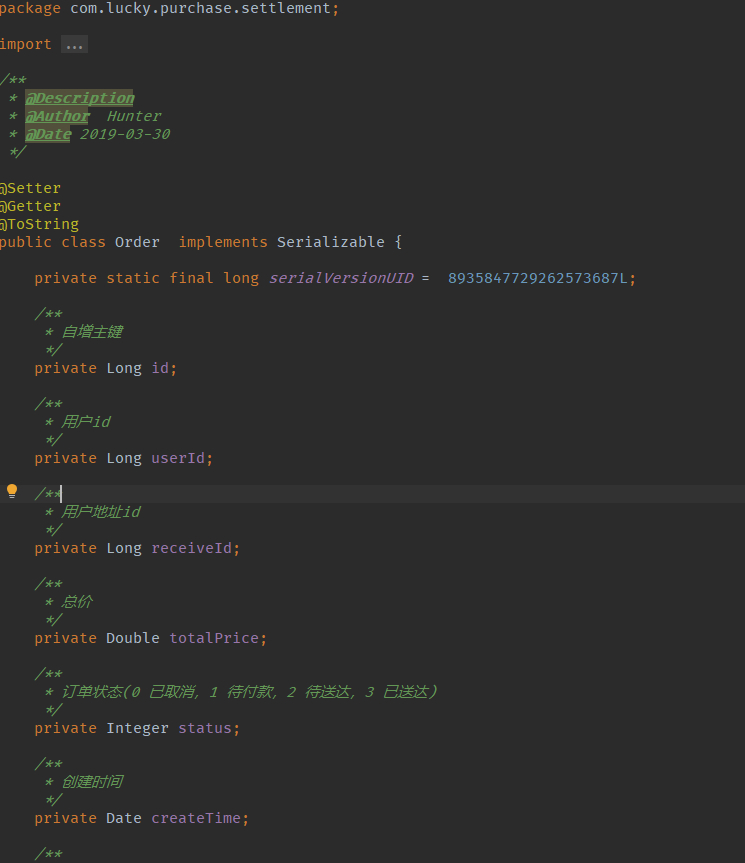 package com.lucky.purchase.settlement;
import ...
/**
* @Description
* @Author  Hunter
* @Date 2019-03-30
*/
@Setter
@Getter
@ToString
public class Order  implements Serializable {
private static final long serialVersionUID =  8935847729262573687L;
/**
* 自增主键
*/
private Long id;
/**
* 用户id
*/
private Long userId;
/**
* 用户地址id
*/
private Long receiveId;
/**
* 总价
*/
private Double totalPrice;
/**
* 订单状态(0 已取消, 1 待付款, 2 待送达, 3 已送达)
*/
private Integer status;
/**
* 创建时间
*/
private Date createTime;
/**